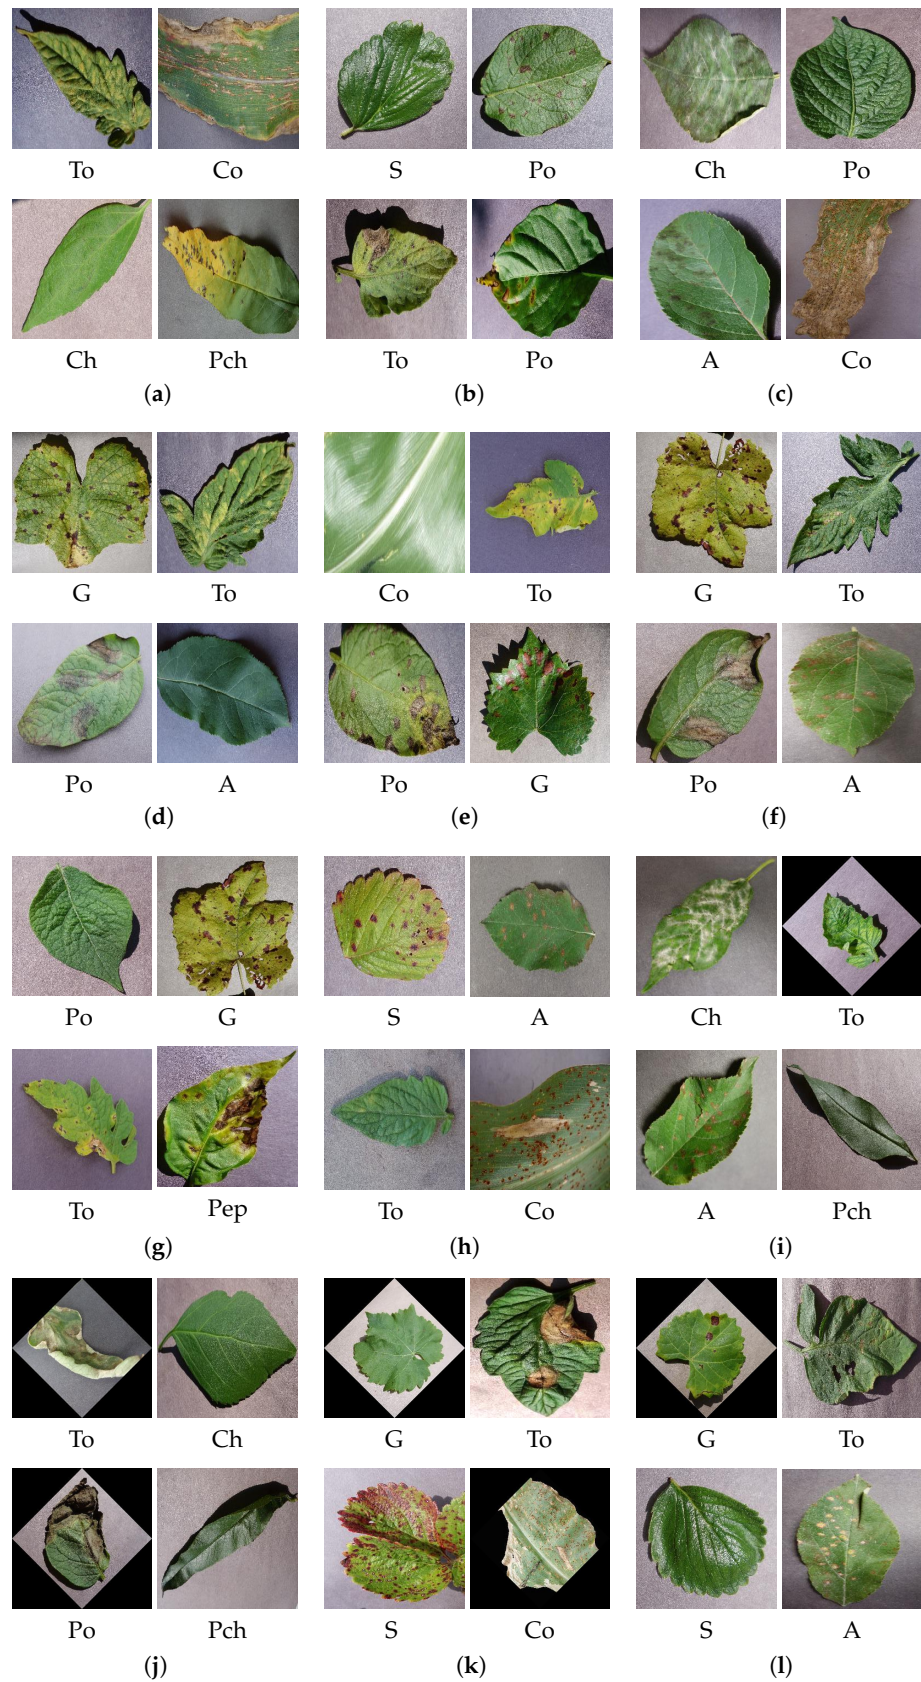 To Co S Po Ch Po
Ch Pch To Po A Co
(a) (b) (c)
G To Co To G To
Po A Po G Po A
(d) (e) (f)
Po G S A Ch To
To Pep To Co A Pch
(g) (h) (i)
To Ch G To G To
Po Pch S Co S A
(j) (k) (l)